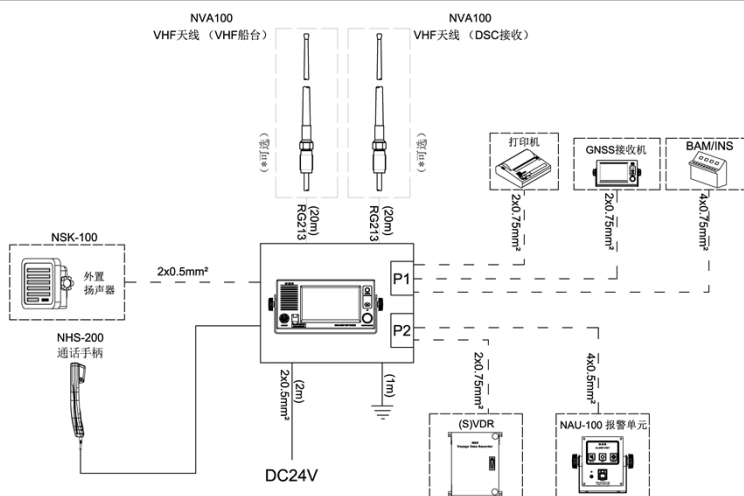 NVA100
VHF天线 （VHF船台）
NVA100
VHF天线 （DSC接收）
(*可选)
(*可选)
打印机
GNSS接收机
BAM/INS
(20m)
RG213
(20m)
RG213
2x0.75mm²
2x0.75mm²
4x0.75mm²
NSK-100
外置
扬声器
2x0.5mm²
P1
P2
NHS-200
通话手柄
(2m)
2x0.5mm²
(1m)
2x0.75mm²
4x0.5mm²
DC24V
(S)VDR
Voyage Data Recorder
NAU-100 报警单元